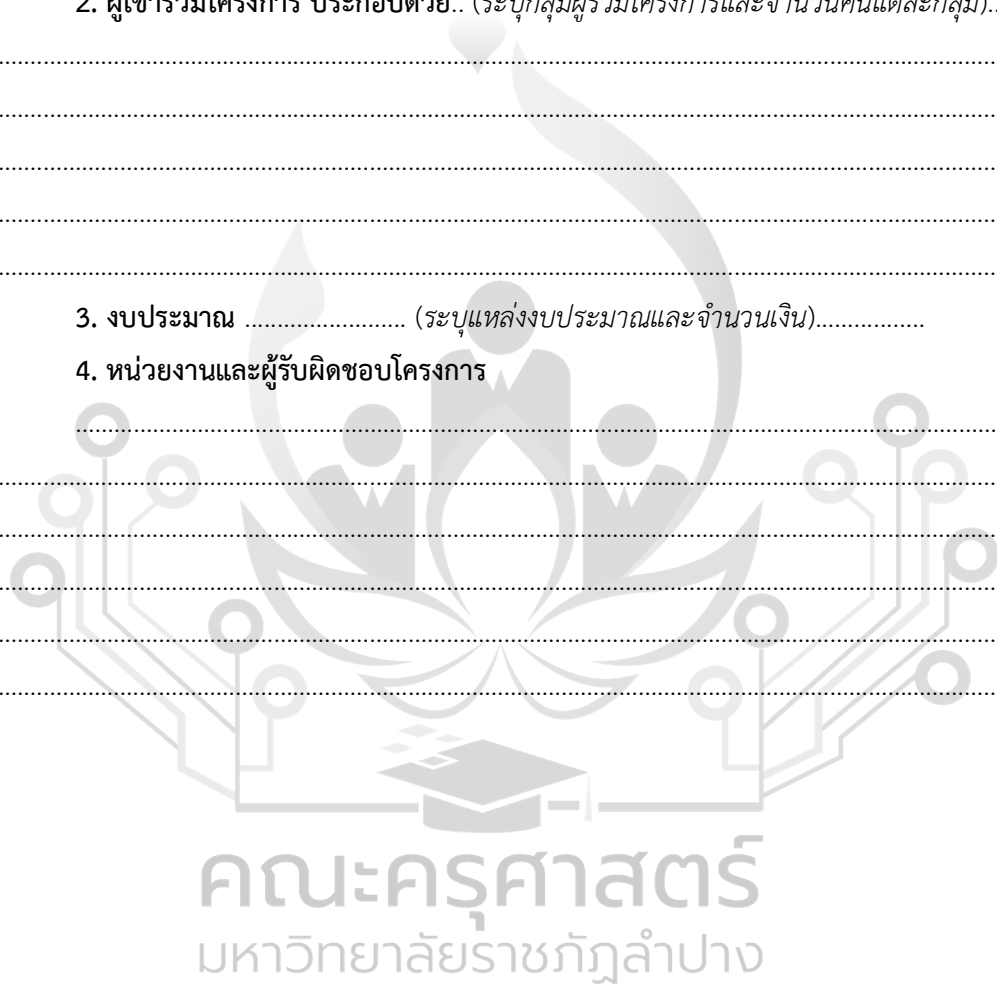 2. ผู้เข้าร่วมโครงการ ประกอบด้วย.. (ระบุกลุ่มผู้ร่วมโครงการและจำนวนคนแต่ละกลุ่ม)..
3. งบประมาณ ........................ (ระบุแหล่งงบประมาณและจำนวนเงิน)................
4. หน่วยงานและผู้รับผิดชอบโครงการ
คณะครุศาสตร์
มหาวิทยาลัยราชภัฏลำปาง